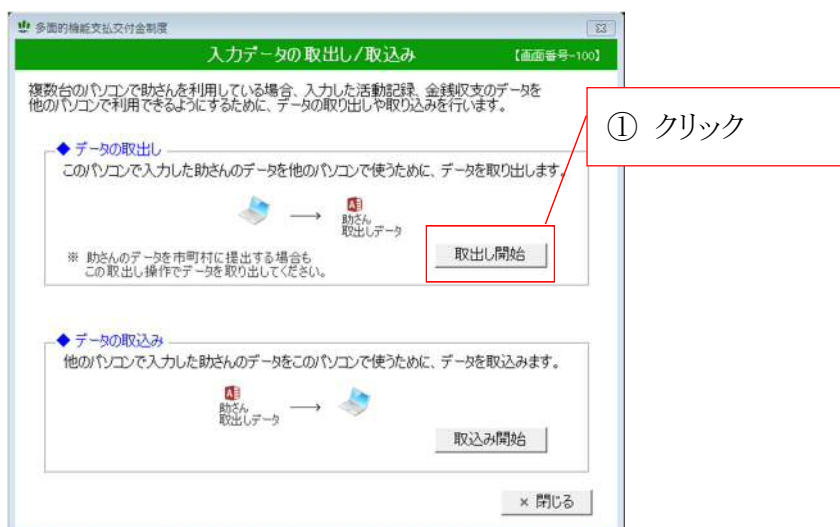 多面的機能支払交付金制度
入力データの取出し/取込み
【画面番号-100】
複数台のパソコンで助さんを利用している場合、入力した活動記録、金銭収支のデータを
他のパソコンで利用できるようにするために、データの取り出しや取り込みを行います。
① クリック
◆ データの取出し
このパソコンで入力した助さんのデータを他のパソコンで使うために、データを取り出します。
→
A
助さん
取出しデータ
取出し開始
※ 助さんのデータを市町村に提出する場合も
この取出し操作でデータを取り出してください。
◆ データの取込み
他のパソコンで入力した助さんのデータをこのパソコンで使うために、データを取込みます。
A
助さん
取出しデータ
→
取込み開始
× 閉じる